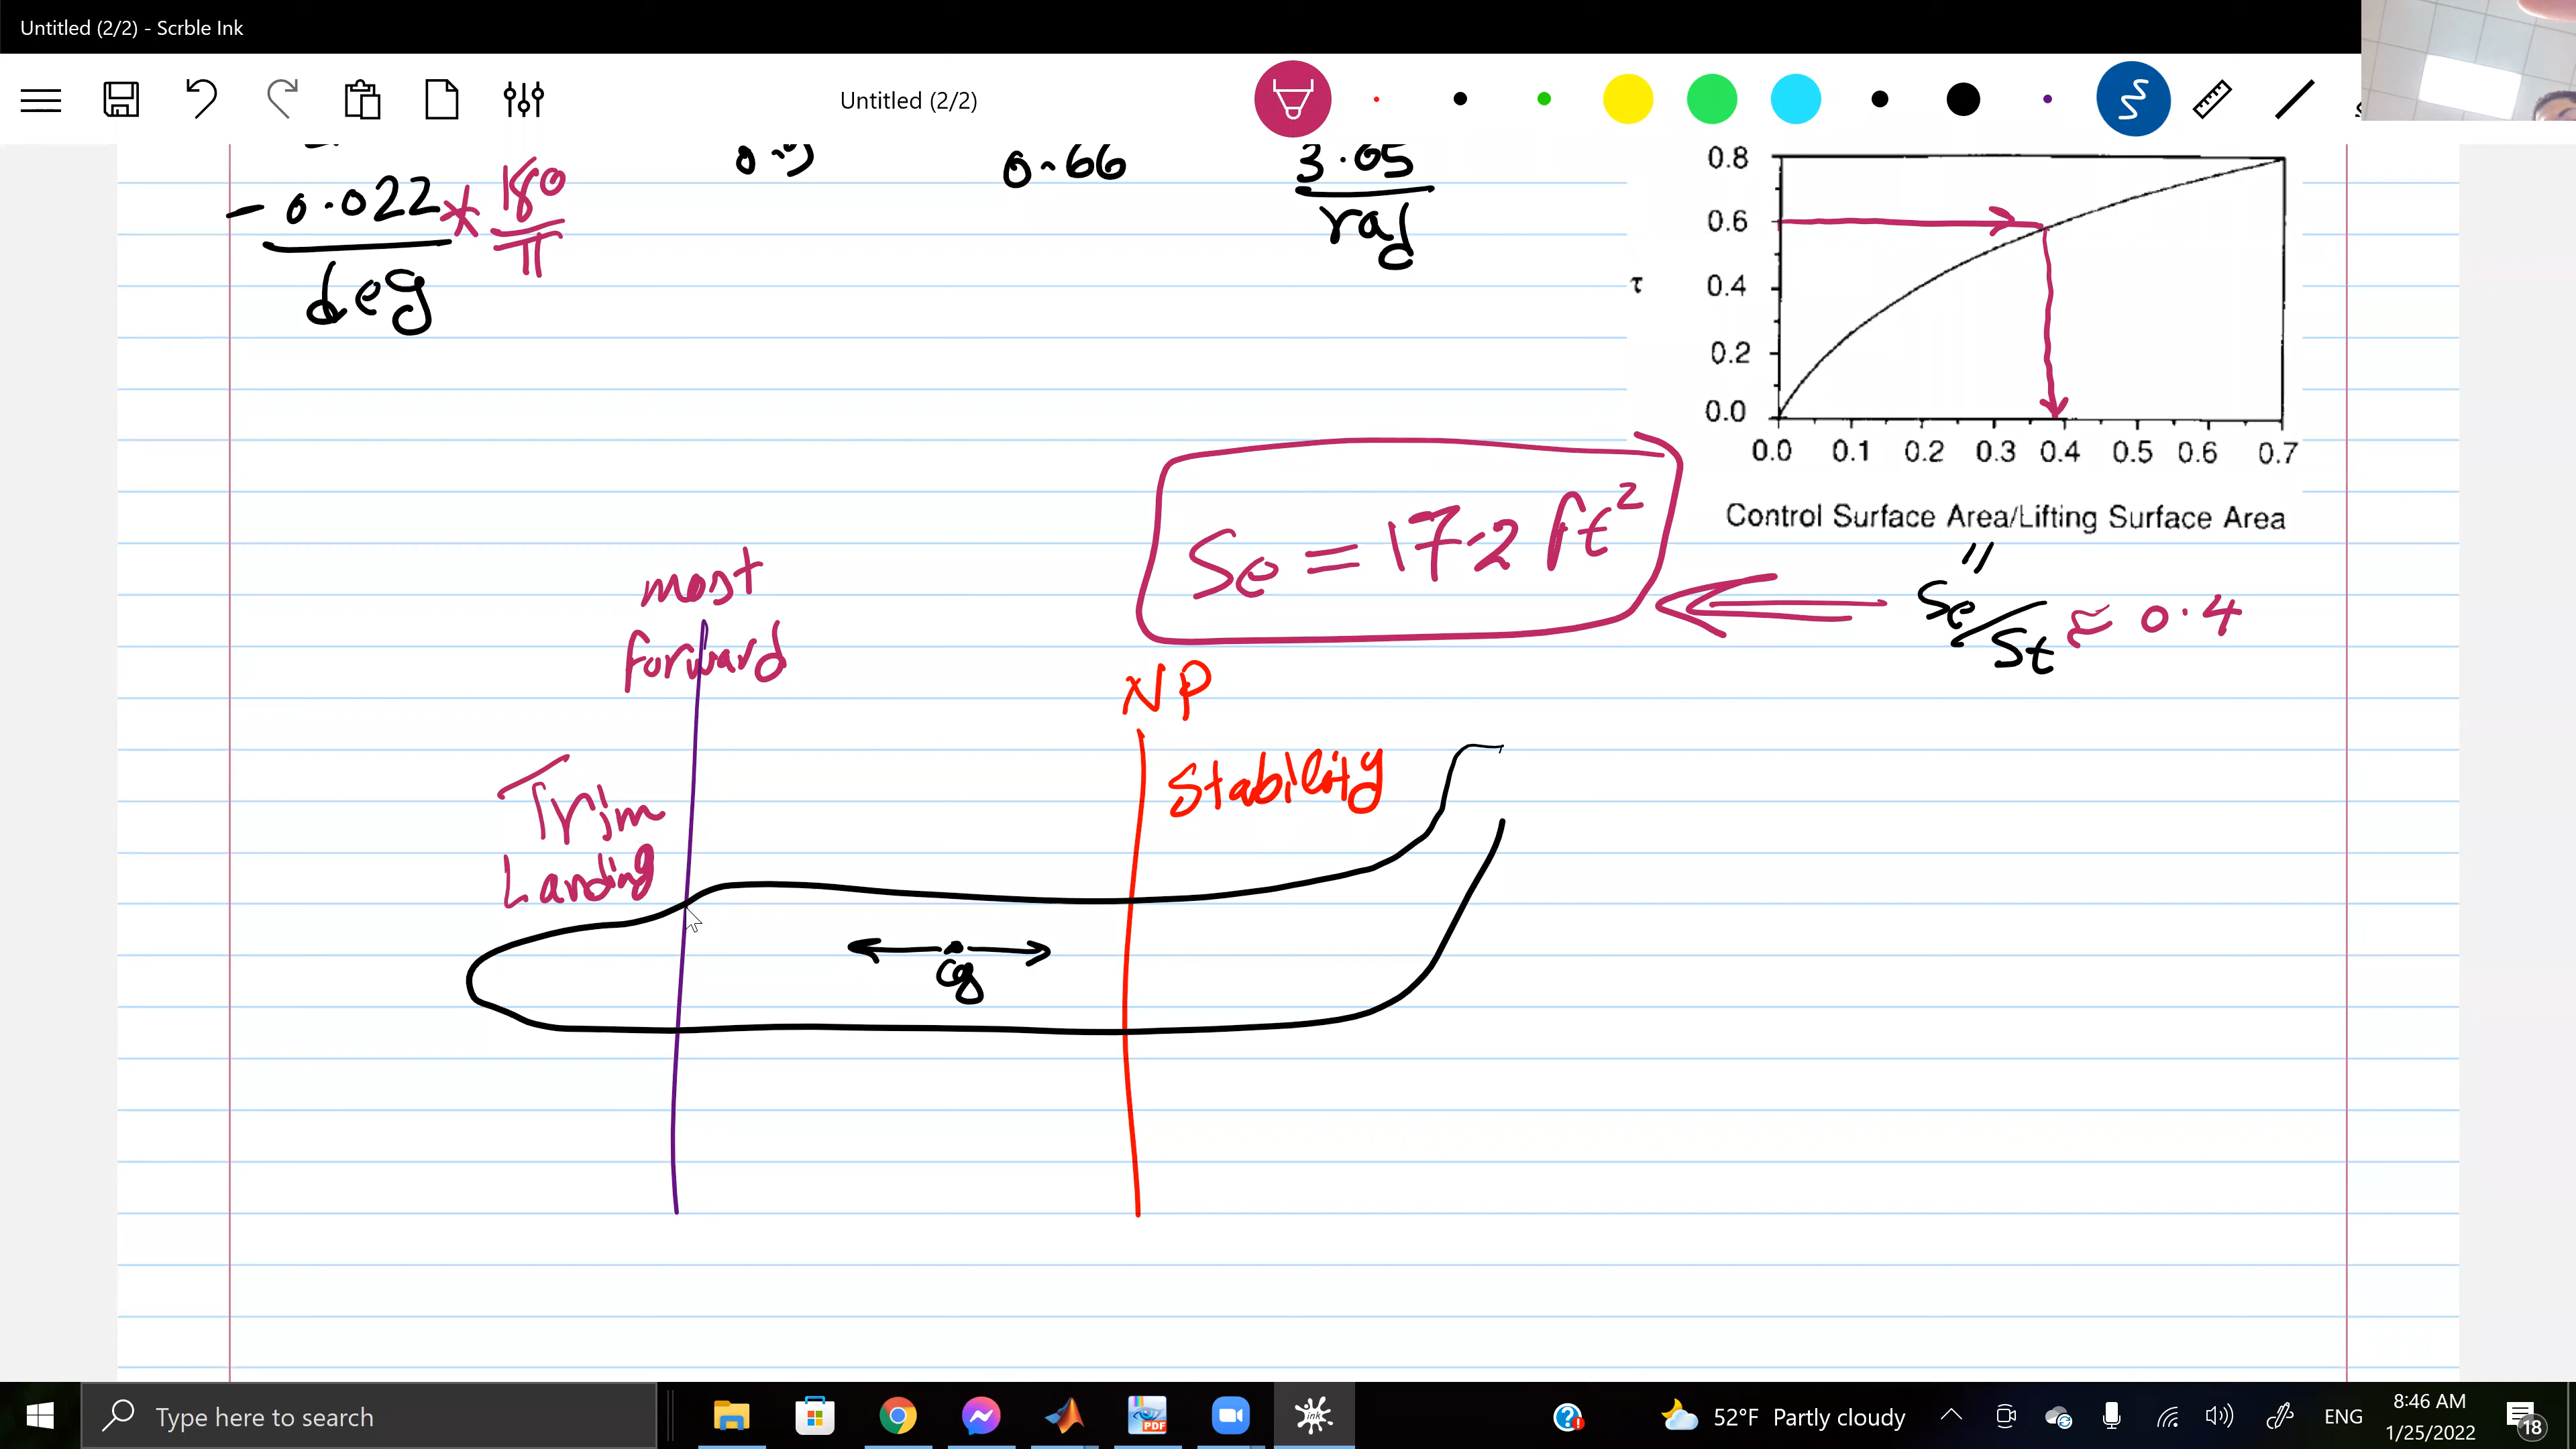 Untitled (2/2) - Scrble Ink
Untitled (2/2)
- 0.022 * 180
deg π
0.66
3.05
rad
0.8
0.6
τ
0.4
0.2
0.0
0.0 0.1 0.2 0.3 0.4 0.5 0.6 0.7
Control Surface Area/Lifting Surface Area
=
Se/St ≈ 0.4
Se = 17.2 ft²
most
forward
NP
Stability
Trim
Landing
cg
Type here to search
52°F Partly cloudy
ENG
8:46 AM
1/25/2022
18
ink
PDF